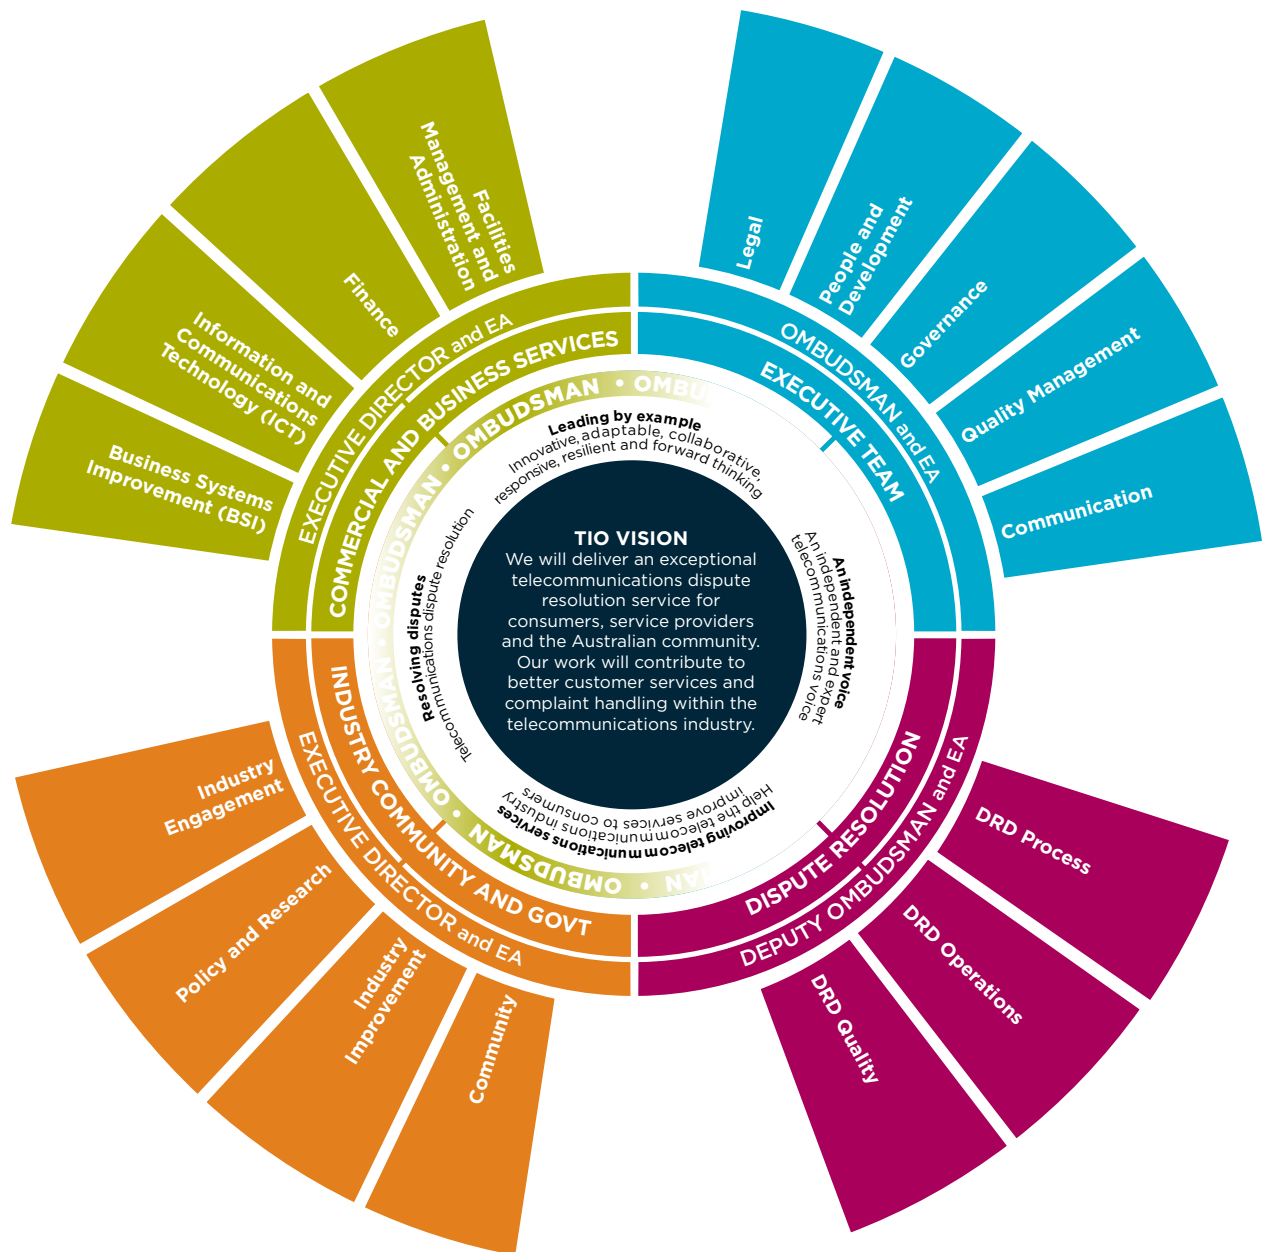 TIO VISION
We will deliver an exceptional
telecommunications dispute
resolution service for
consumers, service providers
and the Australian community.
Our work will contribute to
better customer services and
complaint handling within the
telecommunications industry.
Leading by example
Innovative, adaptable, collaborative,
responsive, resilient and forward thinking
An independent voice
An independent and expert
telecommunications voice
Improving telecommunications services
Help the telecommunications industry
improve services to consumers
Resolving disputes
Telecommunications dispute resolution
OMBUDSMAN • OMBUDSMAN • OMBUDSMAN • OMBUDSMAN • OMBUDSMAN • OMBU
MAN
EXECUTIVE TEAM
OMBUDSMAN and EA
Legal
People and
Development
Governance
Quality Management
Communication
DISPUTE RESOLUTION
DEPUTY OMBUDSMAN and EA
DRD Process
DRD Operations
DRD Quality
INDUSTRY COMMUNITY AND GOVT
EXECUTIVE DIRECTOR and EA
Community
Industry
Improvement
Policy and Research
Industry
Engagement
COMMERCIAL AND BUSINESS SERVICES
EXECUTIVE DIRECTOR and EA
Business Systems
Improvement (BSI)
Information and
Communications
Technology (ICT)
Finance
Facilities
Management and
Administration